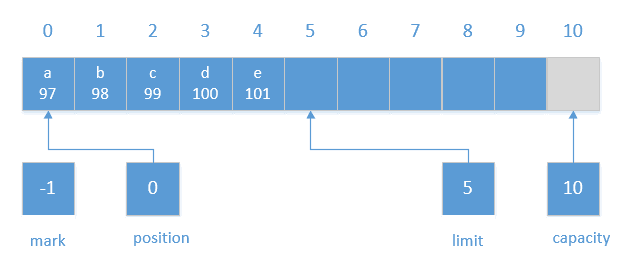 0 1 2 3 4 5 6 7 8 9 10
a b c d e
97 98 99 100 101
-1 0 5 10
mark position limit capacity